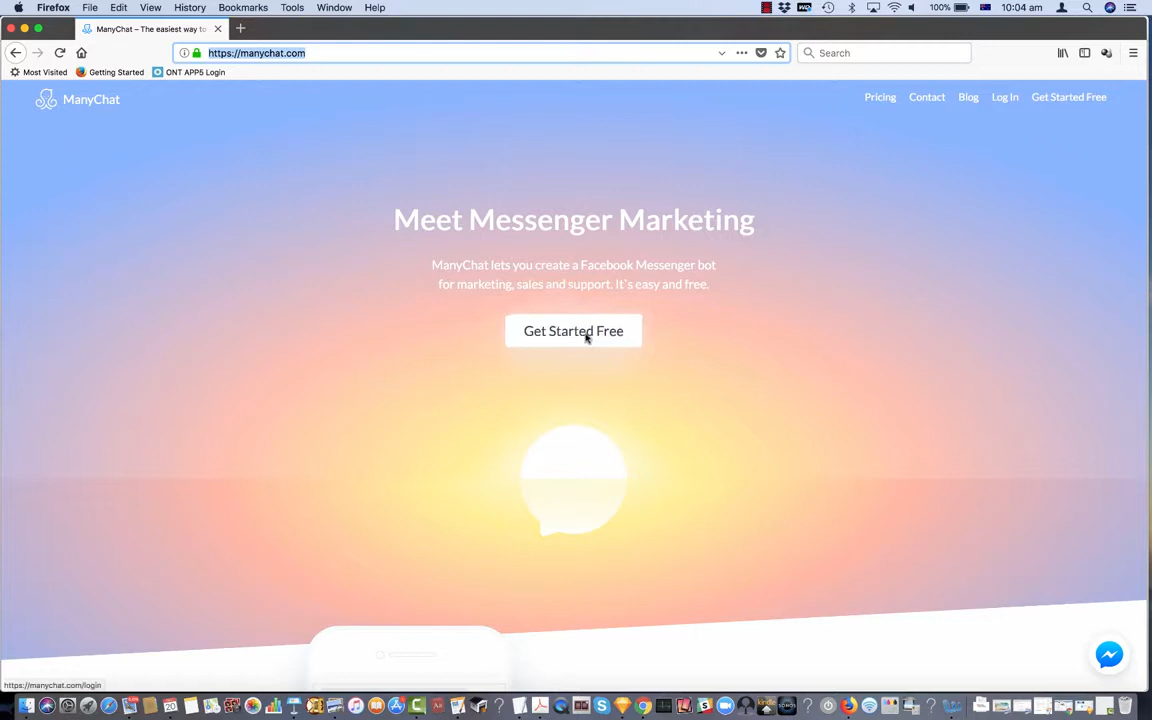 Firefox File Edit View History Bookmarks Tools Window Help
100% 10:04 am
ManyChat – The easiest way to
https://manychat.com
Search
Most Visited Getting Started ONT APP5 Login
ManyChat
Pricing Contact Blog Log In Get Started Free
Meet Messenger Marketing
ManyChat lets you create a Facebook Messenger bot
for marketing, sales and support. It`s easy and free.
Get Started Free
https://manychat.com/login